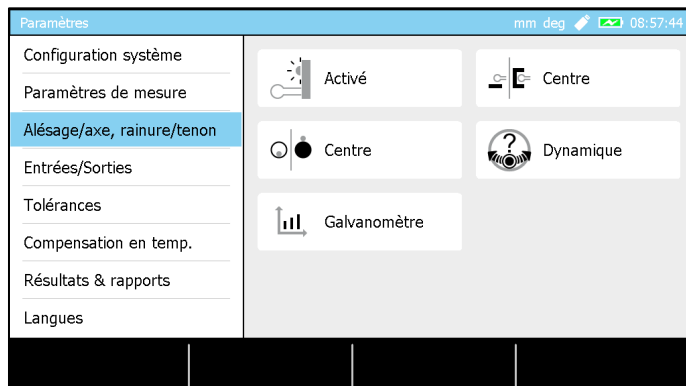 Paramètres
mm deg 08:57:44
Configuration système
Paramètres de mesure
Alésage/axe, rainure/tenon
Entrées/Sorties
Tolérances
Compensation en temp.
Résultats & rapports
Langues
Activé
Centre
Centre
?
Dynamique
Galvanomètre